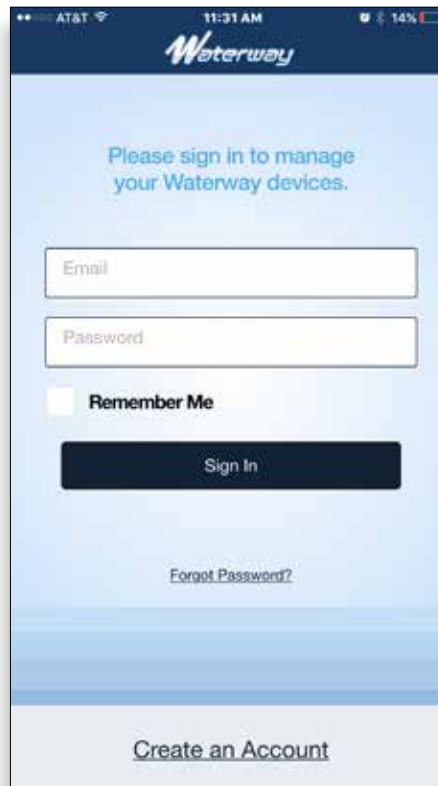 AT&T 11:31 AM 14%
Waterway
Please sign in to manage
your Waterway devices.
Email
Password
Remember Me
Sign In
Forgot Password?
Create an Account